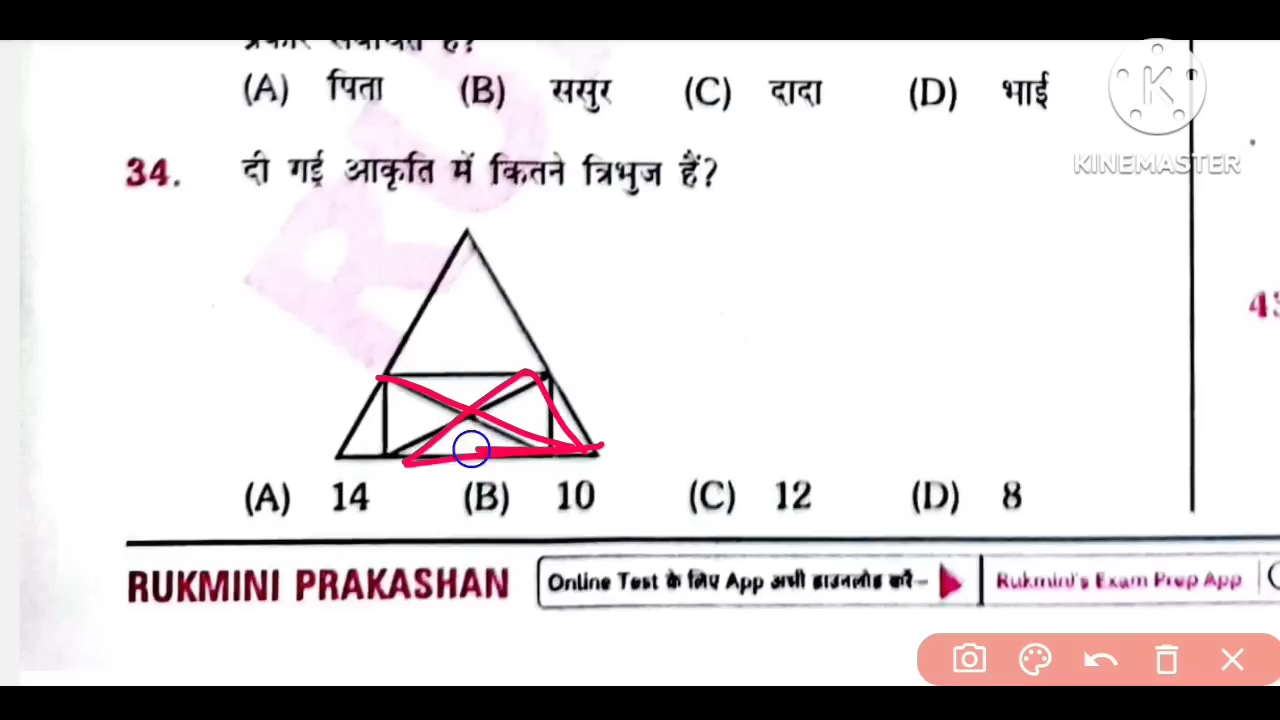 प्रकार संबंधित है?
(A) पिता (B) ससुर (C) दादा (D) भाई
K
KINEMASTER
34. दी गई आकृति में कितने त्रिभुज हैं?
(A) 14 (B) 10 (C) 12 (D) 8
RUKMINI PRAKASHAN
Online Test के लिए App अभी डाउनलोड करें–
Rukmini's Exam Prep App